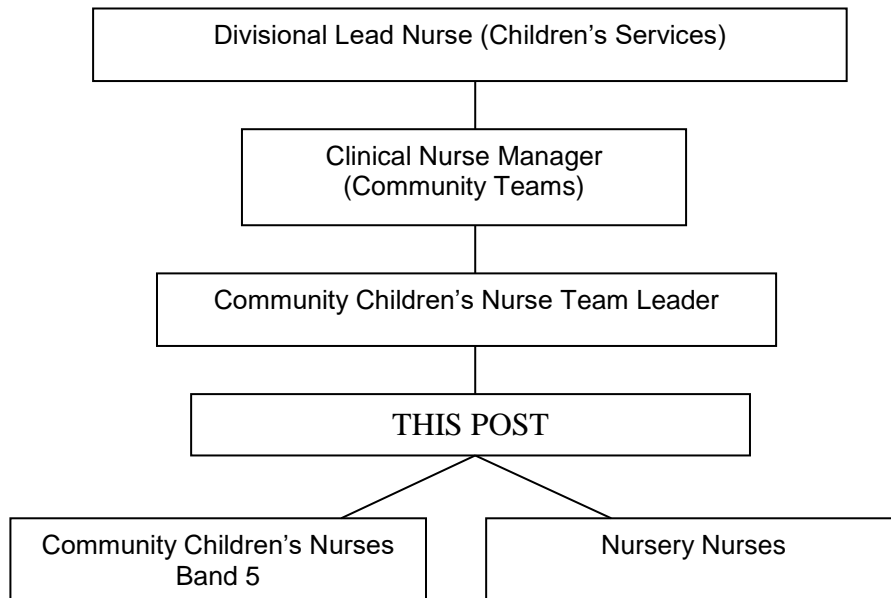 Divisional Lead Nurse (Children’s Services)
Clinical Nurse Manager
(Community Teams)
Community Children’s Nurse Team Leader
THIS POST
Community Children’s Nurses
Band 5
Nursery Nurses